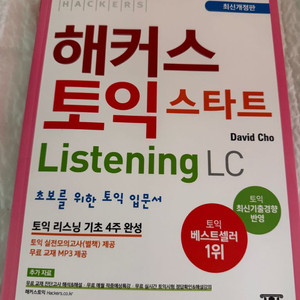 HACKERS
최신개정판
해커스
토익 스타트
David Cho
Listening LC
초보를 위한 토익 입문서
토익
최신기출경향
반영
토익 리스닝 기초 4주 완성
토익 실전모의고사(별책) 제공
무료 교재 MP3 제공
토익
베스트셀러
1위
추가 자료
해커스토익 Hackers.co.kr